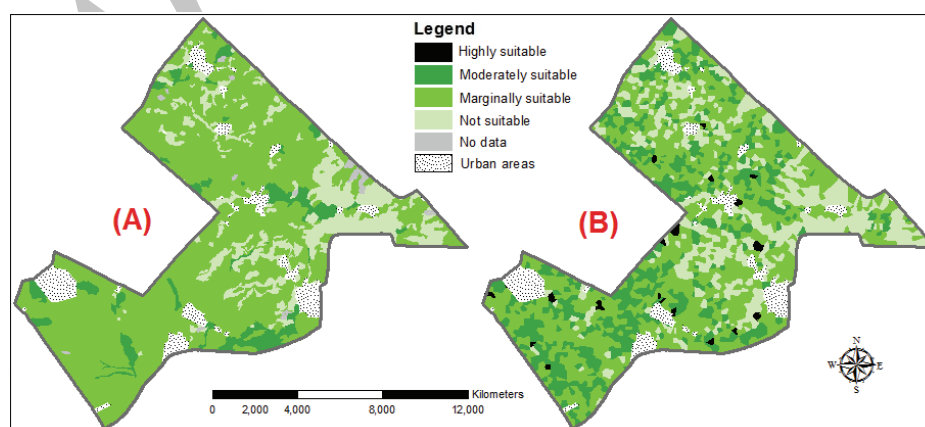 Legend
Highly suitable
Moderately suitable
Marginally suitable
Not suitable
No data
Urban areas
(A)
(B)
N
W E
S
Kilometers
0 2,000 4,000 8,000 12,000